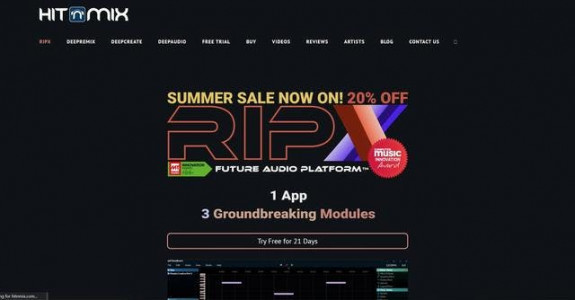 HIT'N'MIX
RIPX DEEPREMIX DEEPCREATE DEEPAUDIO FREE TRIAL BUY VIDEOS REVIEWS ARTISTS BLOG CONTACT US
SUMMER SALE NOW ON! 20% OFF
RIPX
music
INNOVATION
Award
FUTURE AUDIO PLATFORM™
1 App
3 Groundbreaking Modules
Try Free for 21 Days